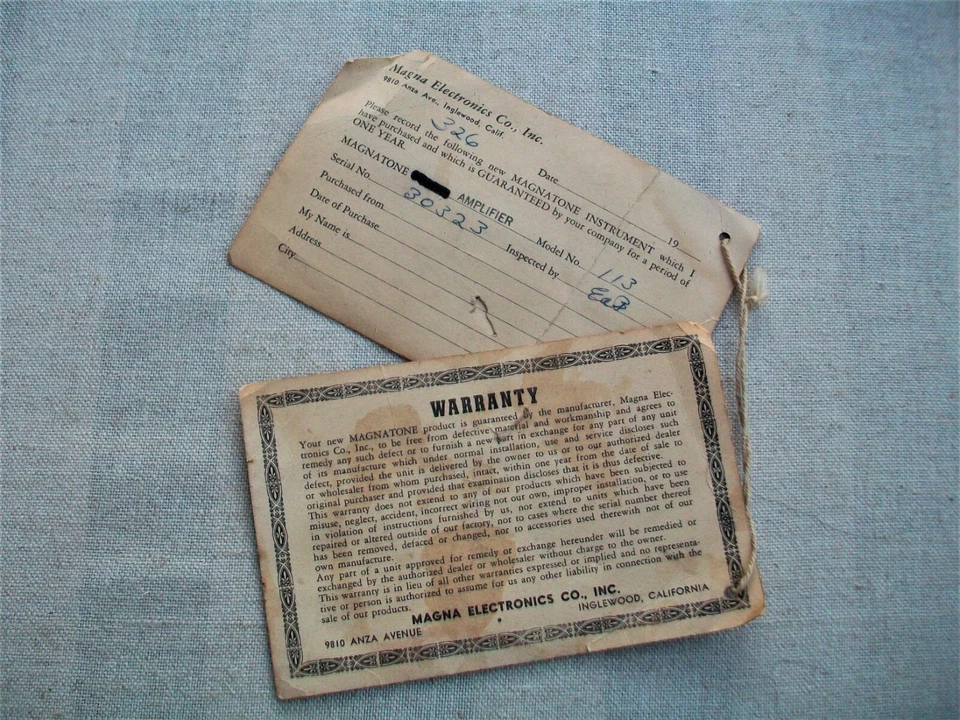 Magna Electronics Co., Inc.
9810 Anza Ave., Inglewood, Calif.
326
Date 19
Please record the following new MAGNATONE INSTRUMENT which I
have purchased and which is GUARANTEED by your company for a period of
ONE YEAR.
MAGNATONE AMPLIFIER Model No. 113
Serial No. 30323 Inspected by
Purchased from
Date of Purchase
My Name is
Address
City
WARRANTY
Your new MAGNATONE product is guaranteed by the manufacturer, Magna Elec-
tronics Co., Inc., to be free from defective material and workmanship and agrees to
remedy any such defect or to furnish a new part in exchange for any part of any unit
of its manufacture which under normal installation, use and service discloses such
defect, provided the unit is delivered by the owner to us or to our authorized dealer
or wholesaler from whom purchased, intact, within one year from the date of sale to
original purchaser and provided that examination discloses that it is thus defective.
This warranty does not extend to any of our products which have been subjected to
misuse, neglect, accident, incorrect wiring not our own, improper installation, or to use
in violation of instructions furnished by us, nor extend to units which have been
repaired or altered outside of our factory, nor to cases where the serial number thereof
has been removed, defaced or changed, nor to accessories used therewith not of our
own manufacture.
Any part of a unit approved for remedy or exchange hereunder will be remedied or
exchanged by the authorized dealer or wholesaler without charge to the owner.
This warranty is in lieu of all other warranties expressed or implied and no representa-
tive or person is authorized to assume for us any other liability in connection with the
sale of our products.
MAGNA ELECTRONICS CO., INC.
9810 ANZA AVENUE • INGLEWOOD, CALIFORNIA